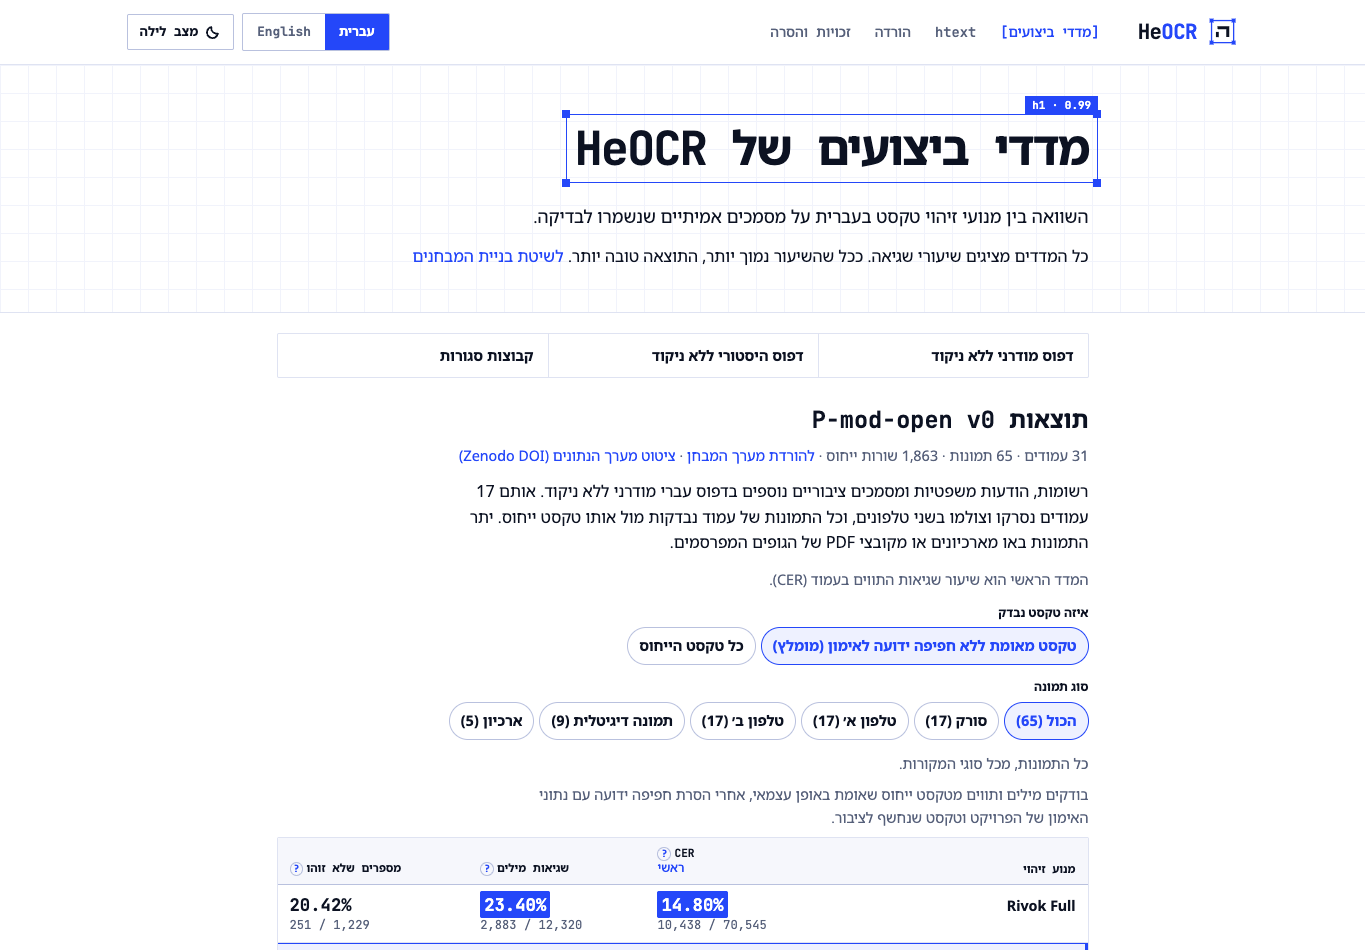 ה HeOCR
[מדדי ביצועים] htext הורדה זכויות והסרה
עברית English
מצב לילה
h1 · 0.99
מדדי ביצועים של HeOCR
השוואה בין מנועי זיהוי טקסט בעברית על מסמכים אמיתיים שנשמרו לבדיקה.
כל המדדים מציגים שיעורי שגיאה. ככל שהשיעור נמוך יותר, התוצאה טובה יותר. לשיטת בניית המבחנים
דפוס מודרני ללא ניקוד
דפוס היסטורי ללא ניקוד
קבוצות סגורות
תוצאות P-mod-open v0
31 עמודים · 65 תמונות · 1,863 שורות ייחוס · להורדת מערך המבחן · ציטוט מערך הנתונים (Zenodo DOI)
רשומות, הודעות משפטיות ומסמכים ציבוריים נוספים בדפוס עברי מודרני ללא ניקוד. אותם 17
עמודים נסרקו וצולמו בשני טלפונים, וכל התמונות של עמוד נבדקות מול אותו טקסט ייחוס. יתר
התמונות באו מארכיונים או מקובצי PDF של הגופים המפרסמים.
המדד הראשי הוא שיעור שגיאות התווים בעמוד (CER).
איזה טקסט נבדק
טקסט מאומת ללא חפיפה ידועה לאימון (מומלץ) כל טקסט הייחוס
סוג תמונה
הכול (65) סורק (17) טלפון א׳ (17) טלפון ב׳ (17) תמונה דיגיטלית (9) ארכיון (5)
כל התמונות, מכל סוגי המקורות.
בודקים מילים ותווים מטקסט ייחוס שאומת באופן עצמאי, אחרי הסרת חפיפה ידועה עם נתוני
האימון של הפרויקט וטקסט שנחשף לציבור.
מנוע זיהוי CER ? ראשי שגיאות מילים ? מספרים שלא זוהו ?
Rivok Full 14.80% 23.40% 20.42%
10,438 / 70,545 2,883 / 12,320 251 / 1,229